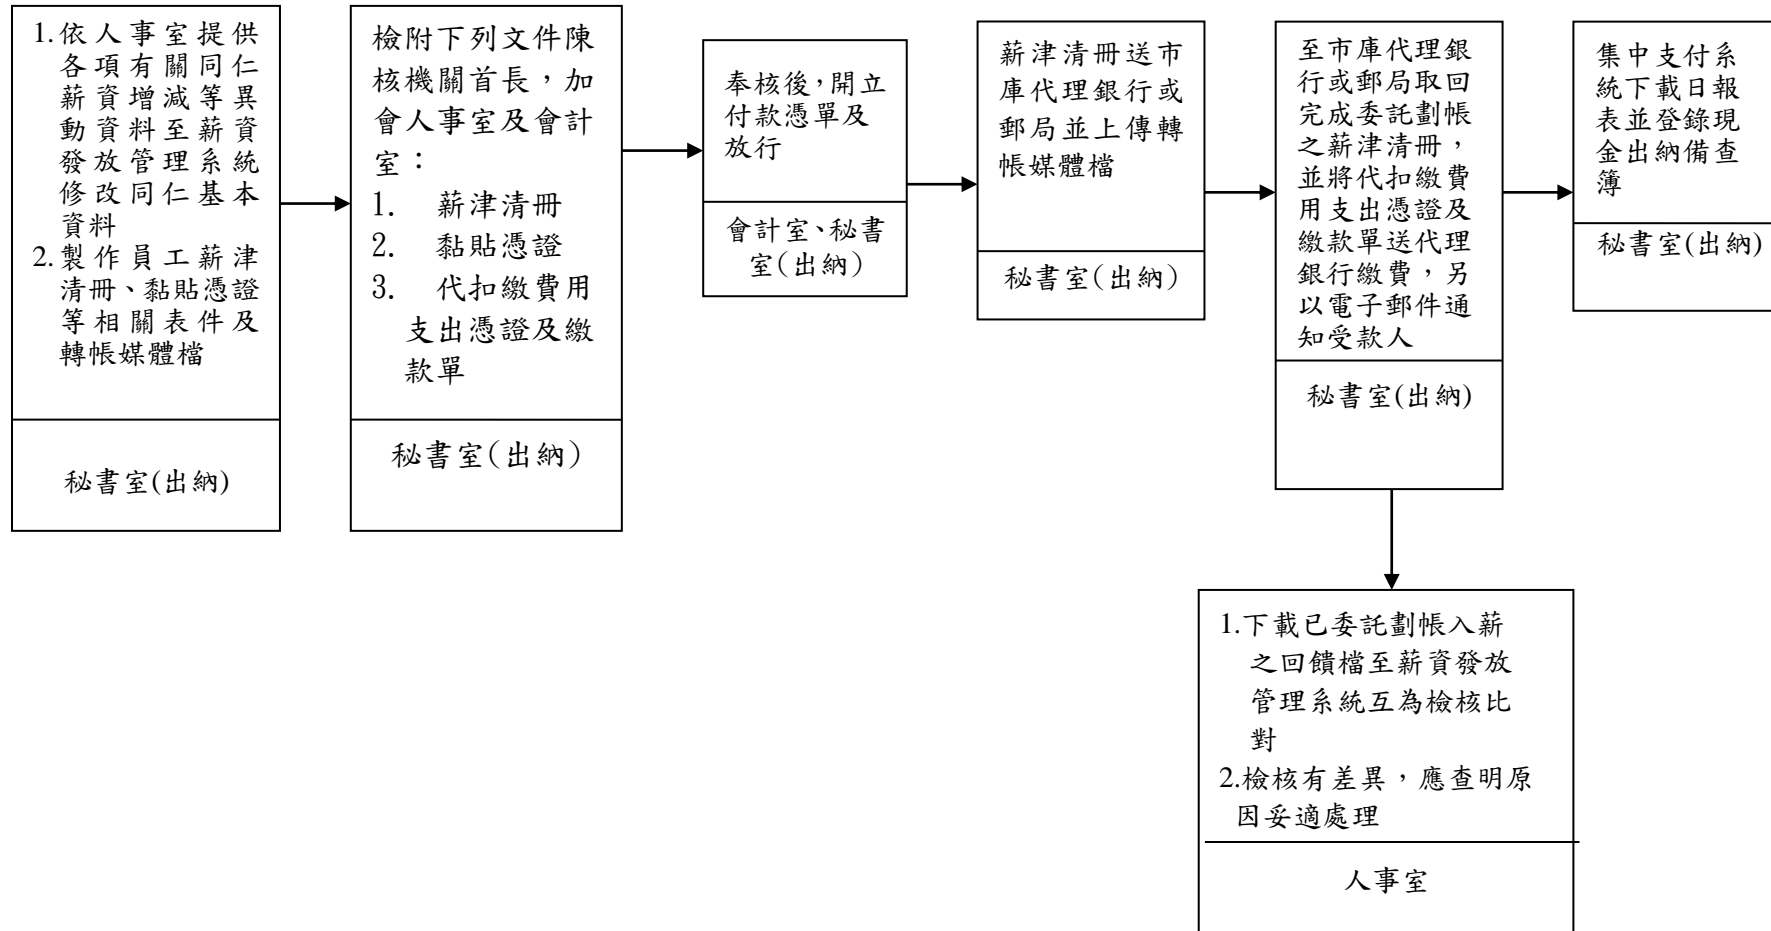 1.依人事室提供
各項有關同仁
薪資增減等異
動資料至薪資
發放管理系統
修改同仁基本
資料
2.製作員工薪津
清冊、黏貼憑證
等相關表件及
轉帳媒體檔
秘書室(出納)
檢附下列文件陳
核機關首長，加
會人事室及會計
室：
1. 薪津清冊
2. 黏貼憑證
3. 代扣繳費用
支出憑證及繳
款單
秘書室(出納)
奉核後，開立
付款憑單及
放行
會計室、秘書
室(出納)
薪津清冊送市
庫代理銀行或
郵局並上傳轉
帳媒體檔
秘書室(出納)
至市庫代理銀
行或郵局取回
完成委託劃帳
之薪津清冊，
並將代扣繳費
用支出憑證及
繳款單送代理
銀行繳費，另
以電子郵件通
知受款人
秘書室(出納)
集中支付系
統下載日報
表並登錄現
金出納備查
簿
秘書室(出納)
1.下載已委託劃帳入薪
之回饋檔至薪資發放
管理系統互為檢核比
對
2.檢核有差異，應查明原
因妥適處理
人事室